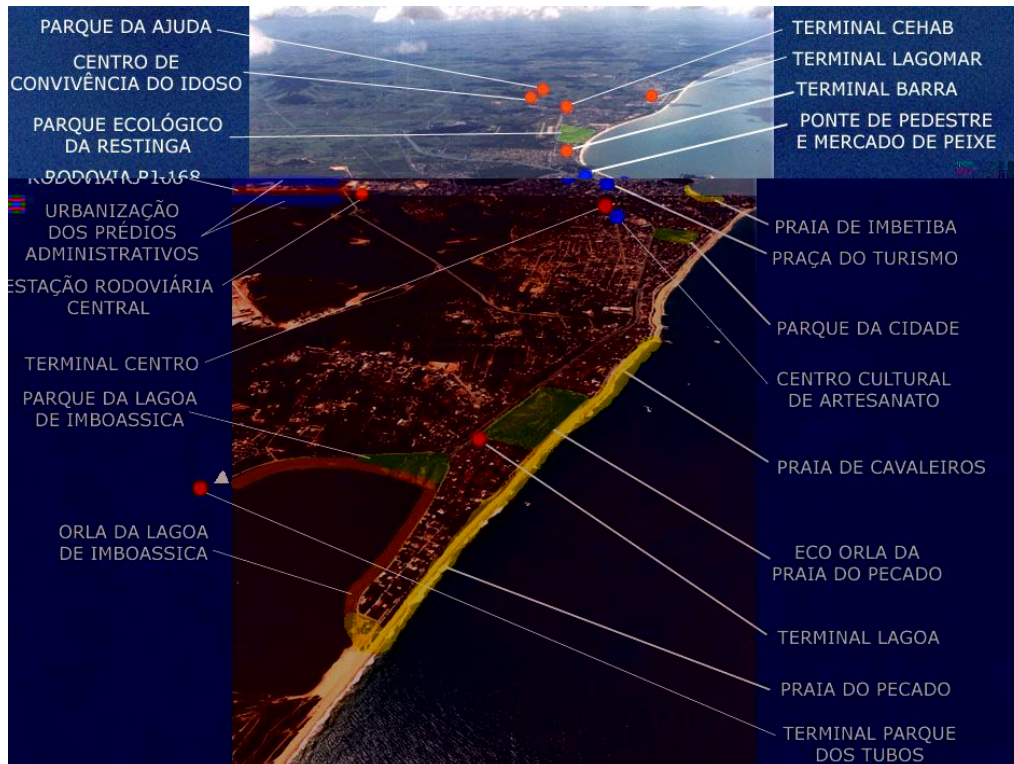 PARQUE DA AJUDA
CENTRO DE
CONVIVÊNCIA DO IDOSO
PARQUE ECOLÓGICO
DA RESTINGA
RODOVIA
URBANIZAÇÃO
DOS PRÉDIOS
ADMINISTRATIVOS
ESTAÇÃO RODOVIÁRIA
CENTRAL
TERMINAL CENTRO
PARQUE DA LAGOA
DE IMBOASSICA
ORLA DA LAGOA
DE IMBOASSICA
TERMINAL CEHAB
TERMINAL LAGOMAR
TERMINAL BARRA
PONTE DE PEDESTRE
E MERCADO DE PEIXE
PRAIA DE IMBETIBA
PRAÇA DO TURISMO
PARQUE DA CIDADE
CENTRO CULTURAL
DE ARTESANATO
PRAIA DE CAVALEIROS
ECO ORLA DA
PRAIA DO PECADO
TERMINAL LAGOA
PRAIA DO PECADO
TERMINAL PARQUE
DOS TUBOS